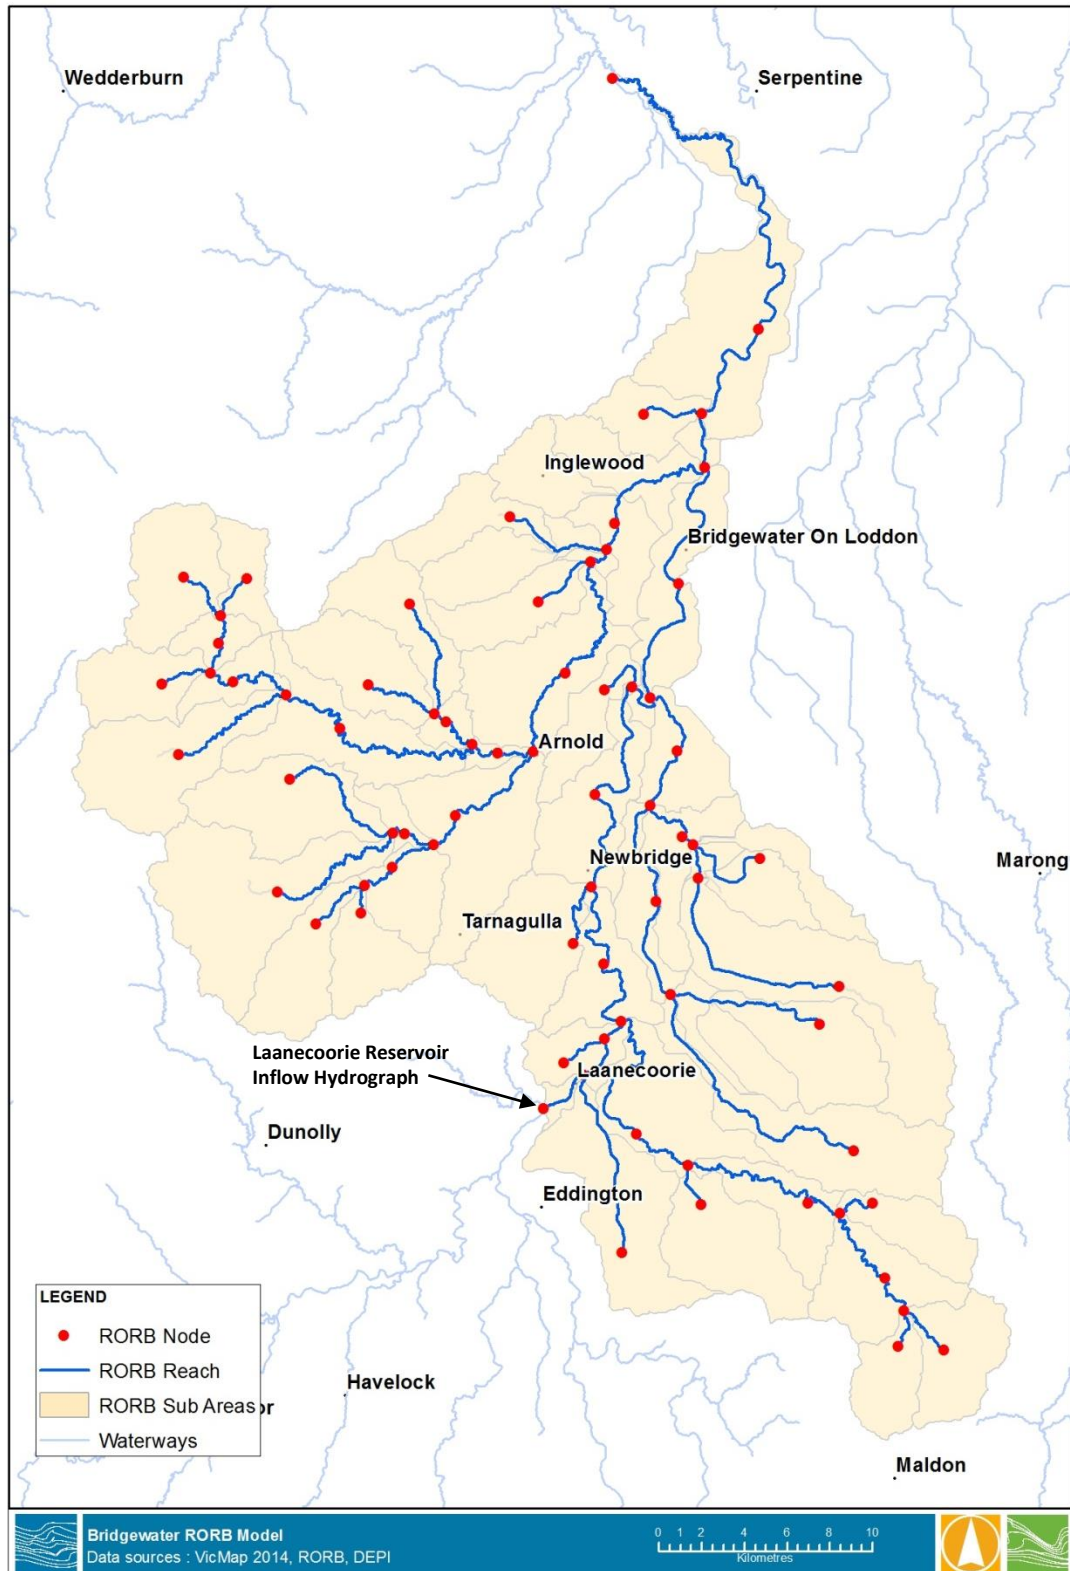 Wedderburn
Serpentine
Inglewood
Bridgewater On Loddon
Arnold
Newbridge
Marong
Tarnagulla
Laanecoorie Reservoir
Inflow Hydrograph
Laanecoorie
Dunolly
Eddington
LEGEND
RORB Node
RORB Reach
RORB Sub Areas
or
Waterways
Havelock
Maldon
Bridgewater RORB Model
Data sources : VicMap 2014, RORB, DEPI
0 1 2 4 6 8 10
Kilometres